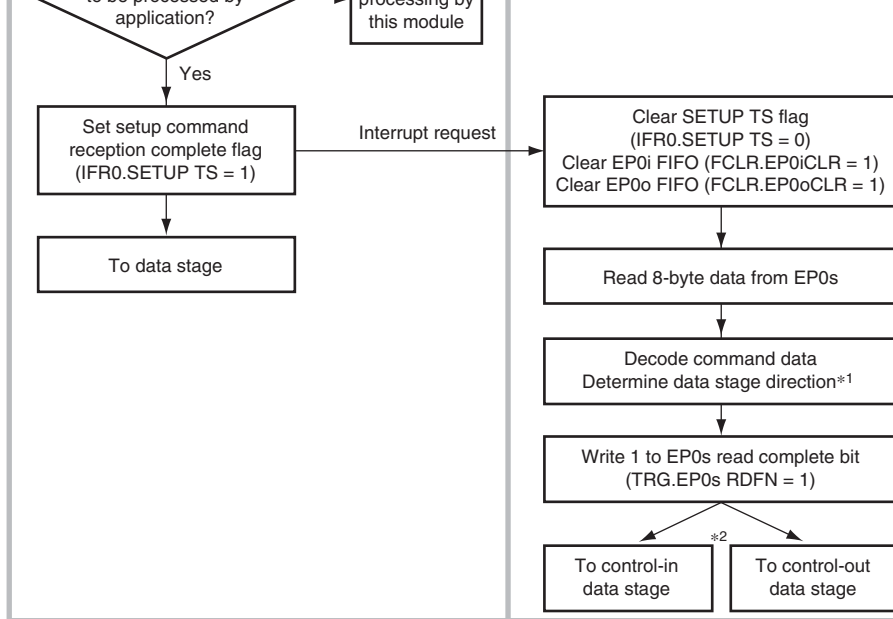 to be processed by
application?
processing by
this module
Yes
Set setup command
reception complete flag
(IFR0.SETUP TS = 1)
Interrupt request
To data stage
Clear SETUP TS flag
(IFR0.SETUP TS = 0)
Clear EP0i FIFO (FCLR.EP0iCLR = 1)
Clear EP0o FIFO (FCLR.EP0oCLR = 1)
Read 8-byte data from EP0s
Decode command data
Determine data stage direction*1
Write 1 to EP0s read complete bit
(TRG.EP0s RDFN = 1)
*2
To control-in
data stage
To control-out
data stage